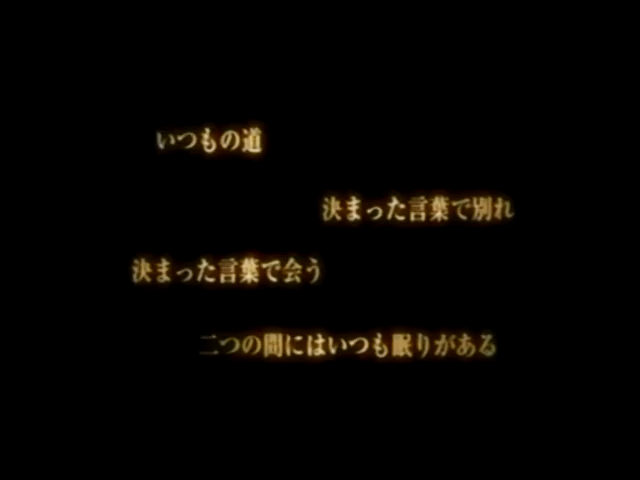 いつもの道
決まった言葉で別れ
決まった言葉で会う
二つの間にはいつも眠りがある